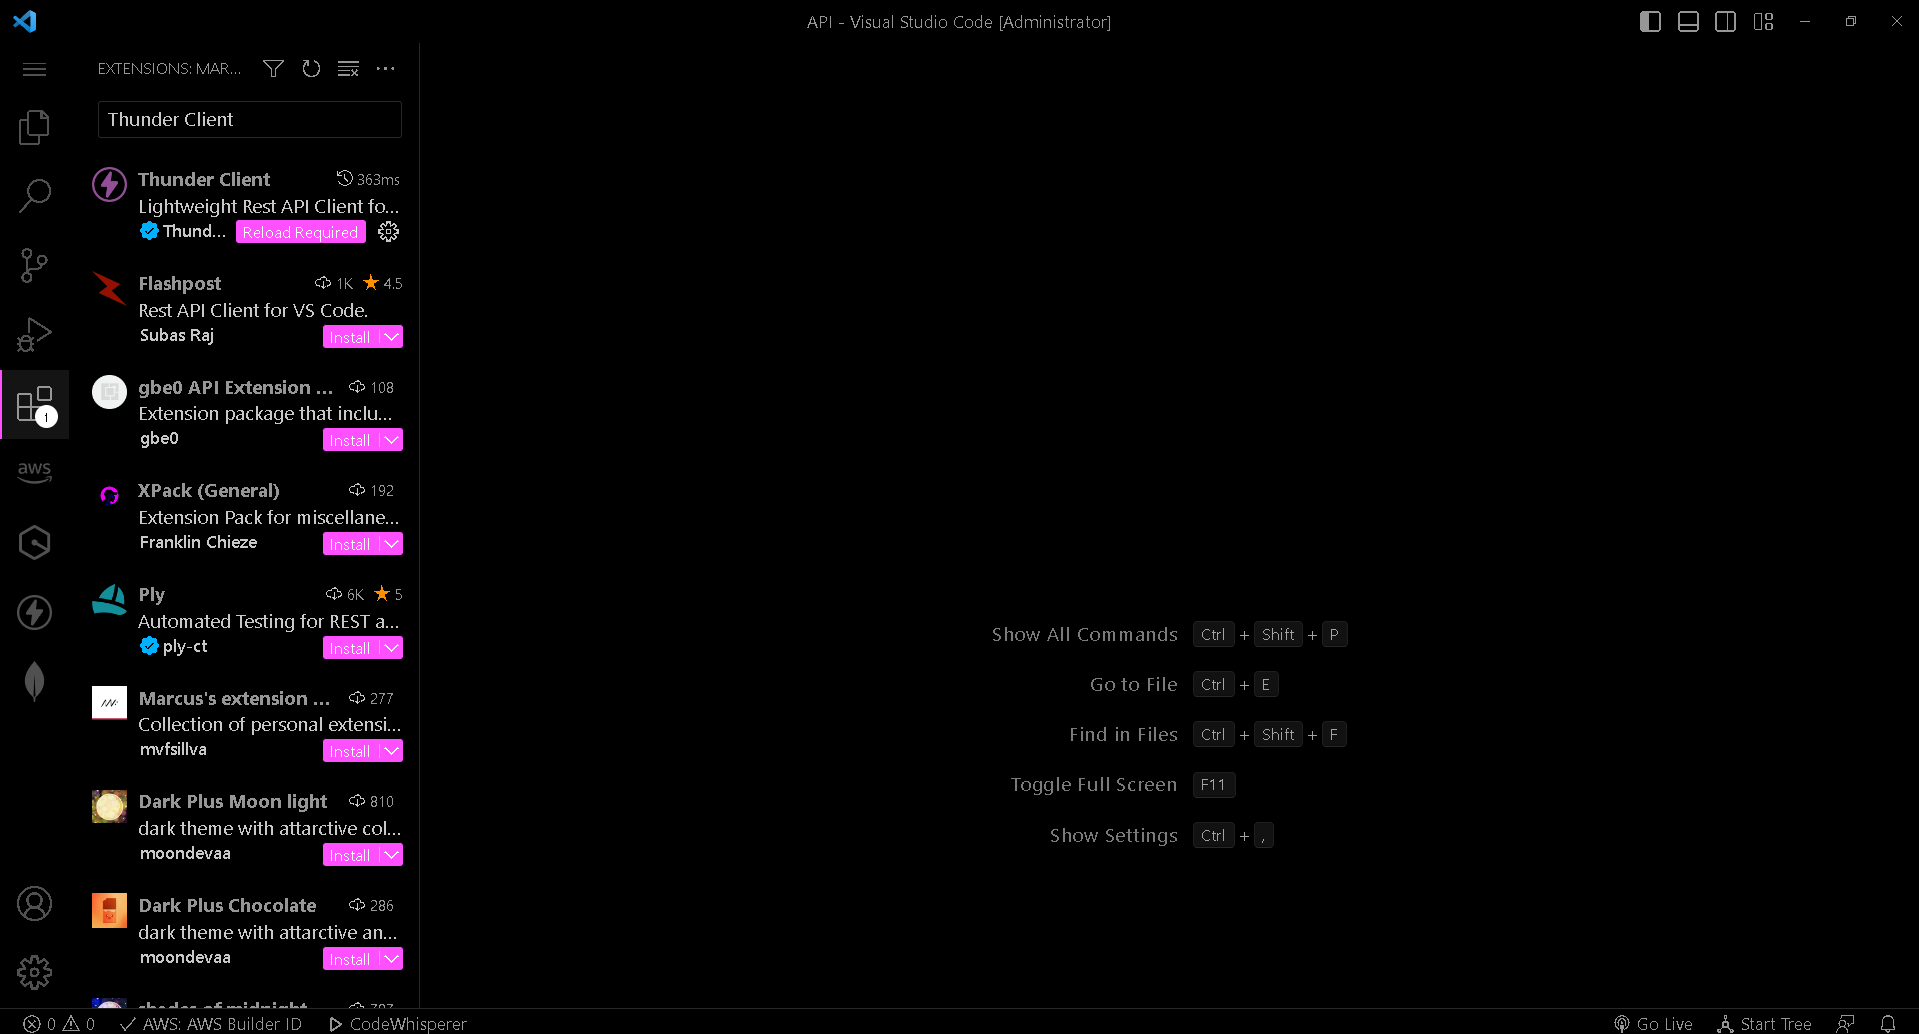 API - Visual Studio Code [Administrator]
EXTENSIONS: MAR...
Thunder Client
Thunder Client 363ms
Lightweight Rest API Client fo...
Thund... Reload Required
Flashpost 1K 4.5
Rest API Client for VS Code.
Subas Raj Install
gbe0 API Extension ... 108
Extension package that inclu...
gbe0 Install
1
aws
XPack (General) 192
Extension Pack for miscellane...
Franklin Chieze Install
Ply 6K 5
Automated Testing for REST a...
ply-ct Install
Marcus's extension ... 277
Collection of personal extensi...
mvfsillva Install
Dark Plus Moon light 810
dark theme with attarctive col...
moondevaa Install
Dark Plus Chocolate 286
dark theme with attarctive an...
moondevaa Install
shades of midnight
Show All Commands Ctrl + Shift + P
Go to File Ctrl + E
Find in Files Ctrl + Shift + F
Toggle Full Screen F11
Show Settings Ctrl + ,
0 0 AWS: AWS Builder ID CodeWhisperer Go Live Start Tree